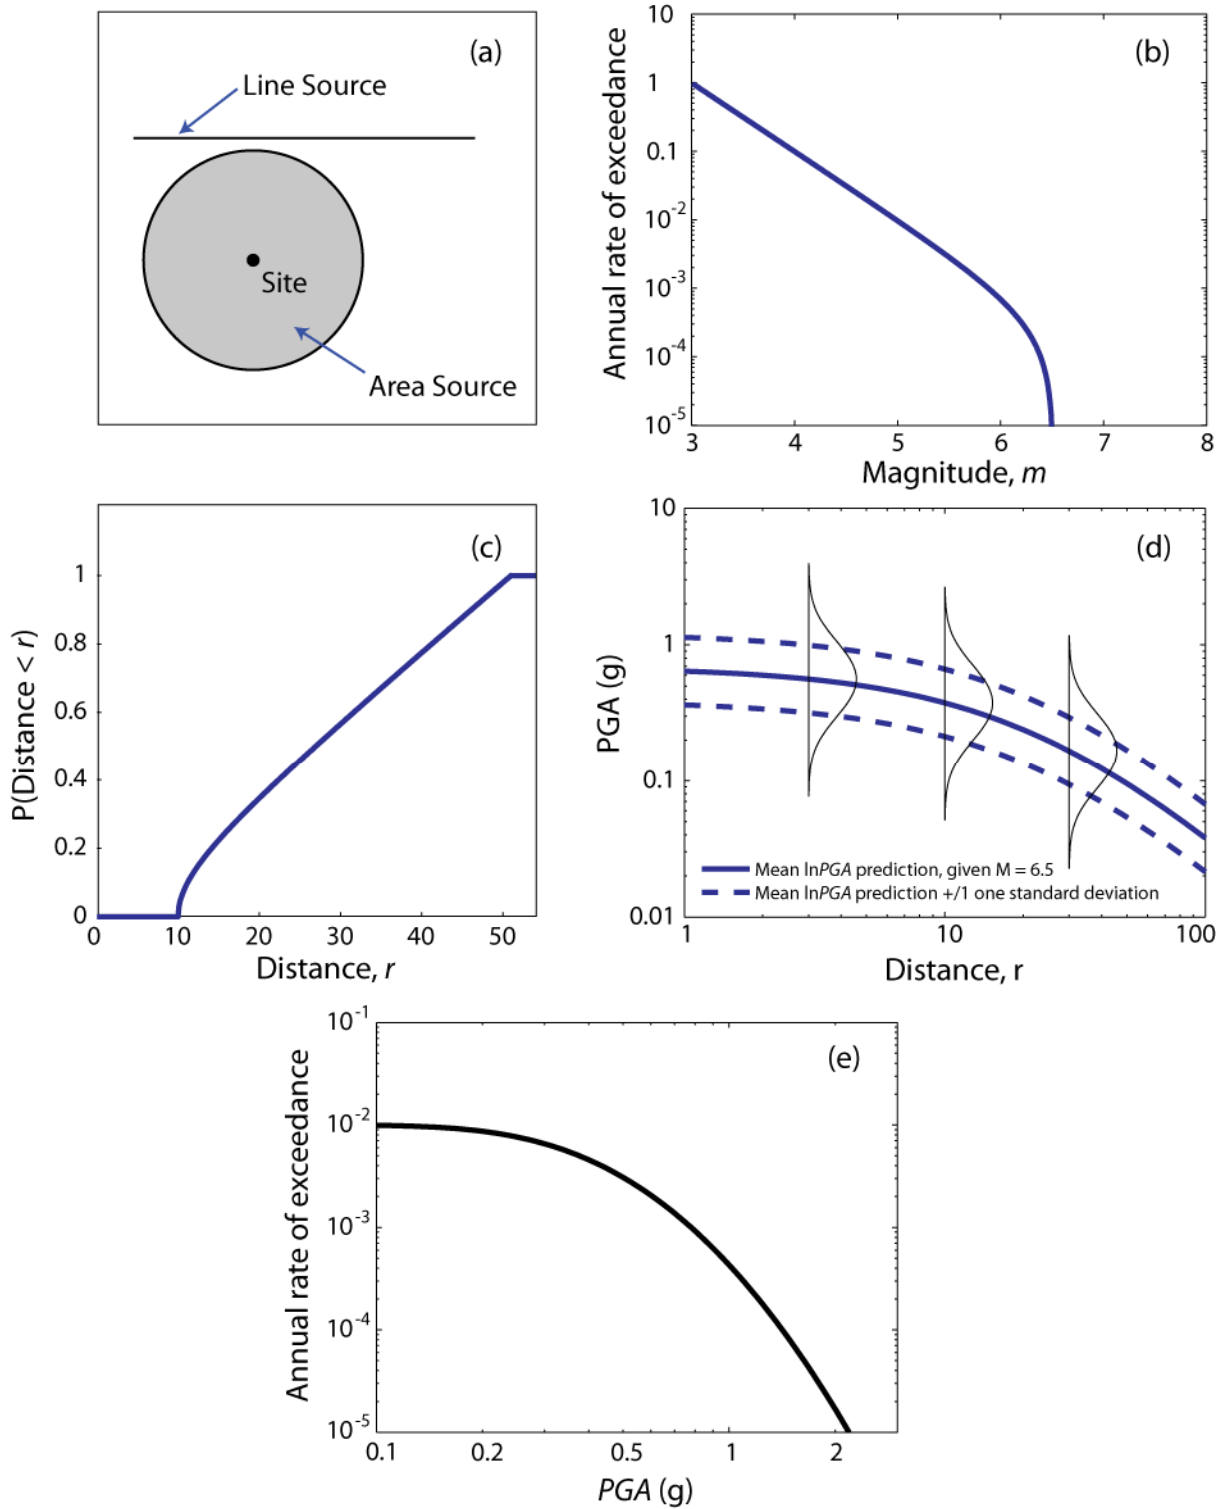 (a)
Line Source
Site
Area Source
(b)
Annual rate of exceedance
10
1
0.1
10-2
10-3
10-4
10-5
3 4 5 6 7 8
Magnitude, m
(c)
P(Distance < r)
1
0.8
0.6
0.4
0.2
0
0 10 20 30 40 50
Distance, r
(d)
PGA (g)
10
1
0.1
0.01
Mean lnPGA prediction, given M = 6.5
Mean lnPGA prediction +/1 one standard deviation
1 10 100
Distance, r
(e)
Annual rate of exceedance
10-1
10-2
10-3
10-4
10-5
0.1 0.2 0.5 1 2
PGA (g)